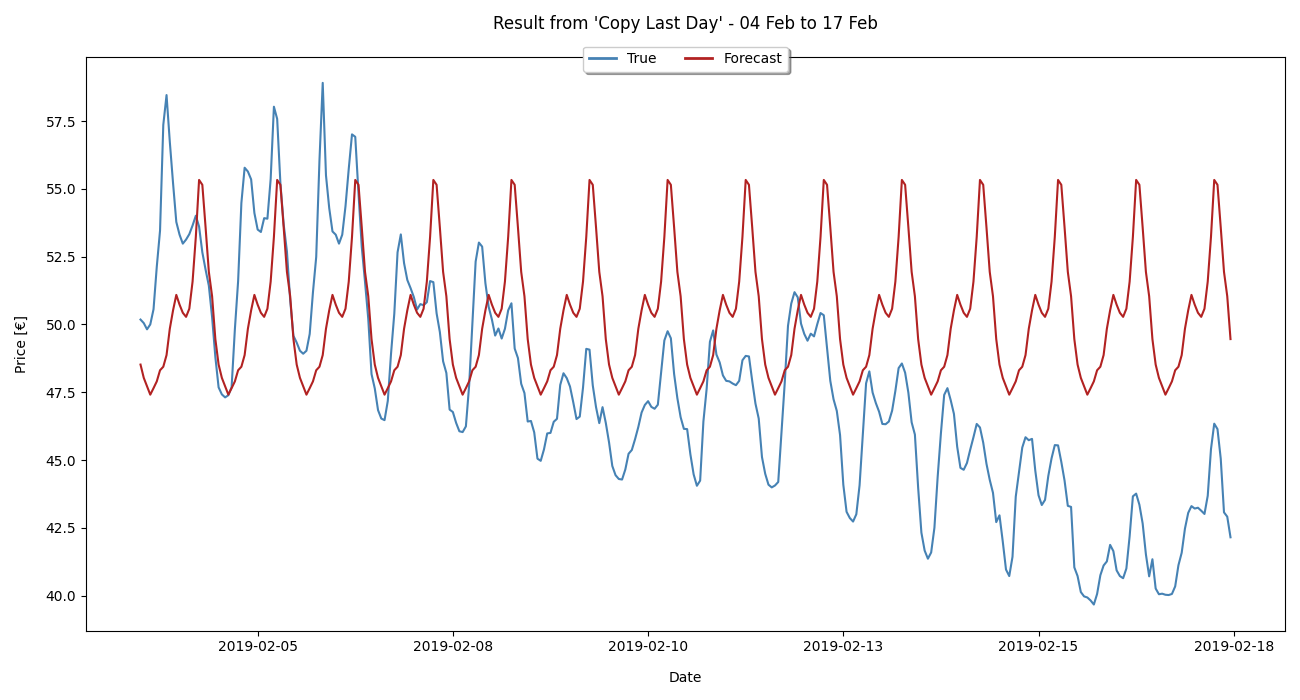 Result from 'Copy Last Day' - 04 Feb to 17 Feb
True
Forecast
Price [€]
57.5
55.0
52.5
50.0
47.5
45.0
42.5
40.0
2019-02-05
2019-02-08
2019-02-10
2019-02-13
2019-02-15
2019-02-18
Date